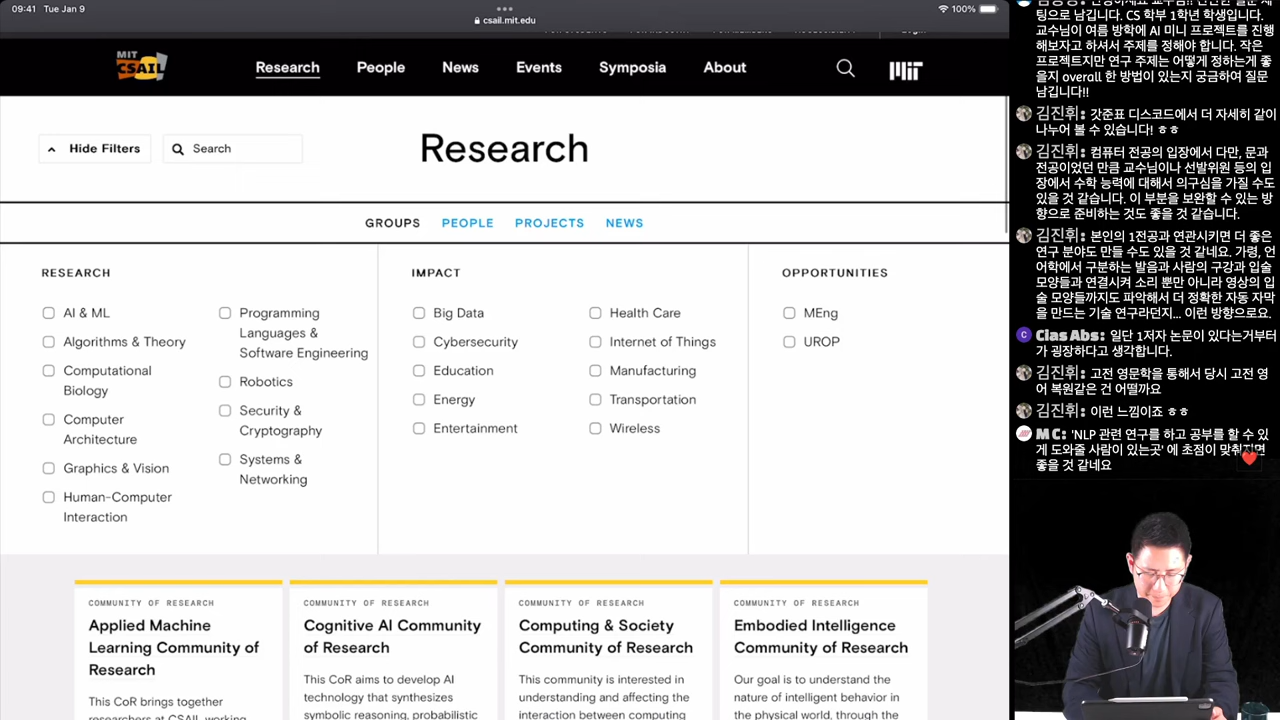 09:41 Tue Jan 9
csail.mit.edu
100%
MIT
CSAIL
Research
People
News
Events
Symposia
About
MIT
Hide Filters
Search
Research
GROUPS
PEOPLE
PROJECTS
NEWS
RESEARCH
AI & ML
Algorithms & Theory
Computational
Biology
Computer
Architecture
Graphics & Vision
Human-Computer
Interaction
Programming
Languages &
Software Engineering
Robotics
Security &
Cryptography
Systems &
Networking
IMPACT
Big Data
Cybersecurity
Education
Energy
Entertainment
Health Care
Internet of Things
Manufacturing
Transportation
Wireless
OPPORTUNITIES
MEng
UROP
COMMUNITY OF RESEARCH
Applied Machine
Learning Community of
Research
This CoR brings together
researchers at CSAIL working
COMMUNITY OF RESEARCH
Cognitive AI Community
of Research
This CoR aims to develop AI
technology that synthesizes
symbolic reasoning, probabilistic
COMMUNITY OF RESEARCH
Computing & Society
Community of Research
This community is interested in
understanding and affecting the
interaction between computing
COMMUNITY OF RESEARCH
Embodied Intelligence
Community of Research
Our goal is to understand the
nature of intelligent behavior in
the physical world, through the
팅으로 남깁니다. CS 학부 1학년 학생입니다.
교수님이 여름 방학에 AI 미니 프로젝트를 진행
해보자고 하셔서 주제를 정해야 합니다. 작은
프로젝트지만 연구 주제는 어떻게 정하는게 좋
을지 overall 한 방법이 있는지 궁금하여 질문
남깁니다!!
김진휘: 갓준표 디스코드에서 더 자세히 같이
나누어 볼 수 있습니다! ㅎㅎ
김진휘: 컴퓨터 전공의 입장에서 다만, 문과
전공이었던 만큼 교수님이나 선발위원 등의 입
장에서 수학 능력에 대해서 의구심을 가질 수도
있을 것 같습니다. 이 부분을 보완할 수 있는 방
향으로 준비하는 것도 좋을 것 같습니다.
김진휘: 본인의 1전공과 연관시키면 더 좋은
연구 분야도 만들 수도 있을 것 같네요. 가령, 언
어학에서 구분하는 발음과 사람의 구강과 입술
모양들과 연결시켜 소리 뿐만 아니라 영상의 입
술 모양들까지도 파악해서 더 정확한 자동 자막
을 만드는 기술 연구라던지... 이런 방향으로요.
C Clas Abs: 일단 1저자 논문이 있다는거부터
가 굉장하다고 생각합니다.
김진휘: 고전 영문학을 통해서 당시 고전 영
어 복원같은 건 어떨까요
김진휘: 이런 느낌이죠 ㅎㅎ
M C: 'NLP 관련 연구를 하고 공부를 할 수 있
게 도와줄 사람이 있는곳' 에 초점이 맞춰지면
좋을 것 같네요